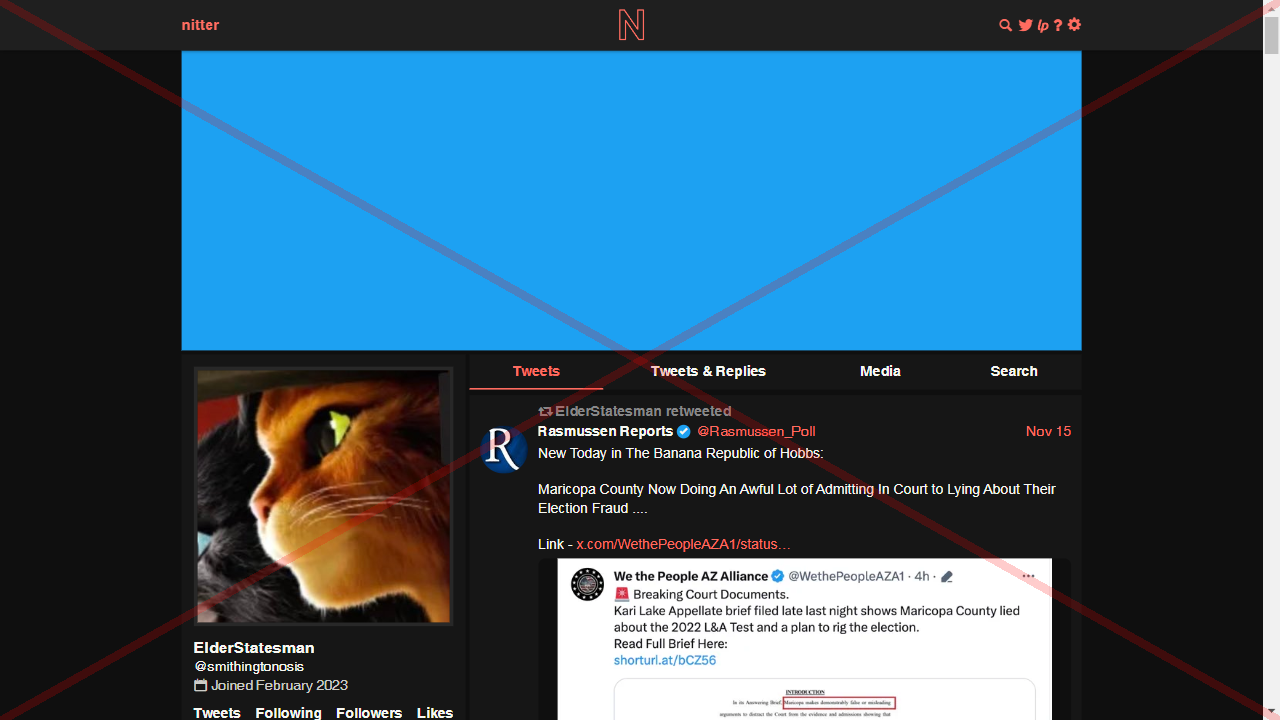 nitter
N
lp ?
Tweets
Tweets & Replies
Media
Search
ElderStatesman retweeted
Rasmussen Reports @Rasmussen_Poll Nov 15
New Today in The Banana Republic of Hobbs:
Maricopa County Now Doing An Awful Lot of Admitting In Court to Lying About Their
Election Fraud ....
Link - x.com/WethePeopleAZA1/status…
R
We the People AZ Alliance @WethePeopleAZA1 · 4h ·
🚨 Breaking Court Documents.
Kari Lake Appellate brief filed late last night shows Maricopa County lied
about the 2022 L&A Test and a plan to rig the election.
Read Full Brief Here:
shorturl.at/bCZ56
INTRODUCTION
In its Answering Brief, Maricopa makes demonstrably false or misleading
arguments to distract the Court from the evidence and admissions showing that
ElderStatesman
@smithingtonosis
Joined February 2023
Tweets Following Followers Likes